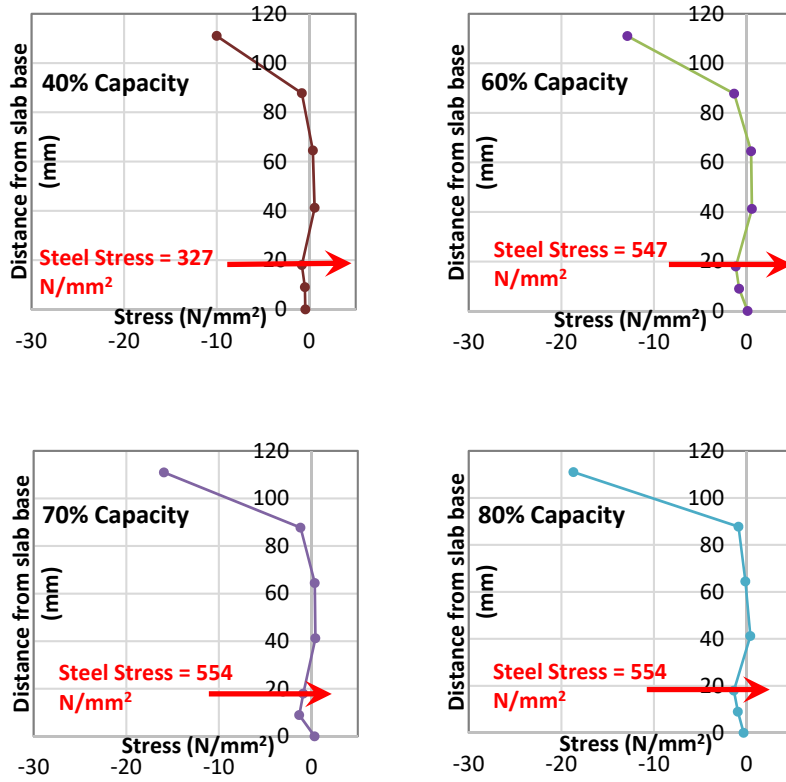 120
100
80
60
40
20
0
Distance from slab base
(mm)
40% Capacity
Steel Stress = 327
N/mm²
Stress (N/mm²)
-30 -20 -10 0
120
100
80
60
40
20
0
Distance from slab base
(mm)
60% Capacity
Steel Stress = 547
N/mm²
Stress (N/mm²)
-30 -20 -10 0
120
100
80
60
40
20
0
Distance from slab base
(mm)
70% Capacity
Steel Stress = 554
N/mm²
Stress (N/mm²)
-30 -20 -10 0
120
100
80
60
40
20
0
Distance from slab base
(mm)
80% Capacity
Steel Stress = 554
N/mm²
Stress (N/mm²)
-30 -20 -10 0